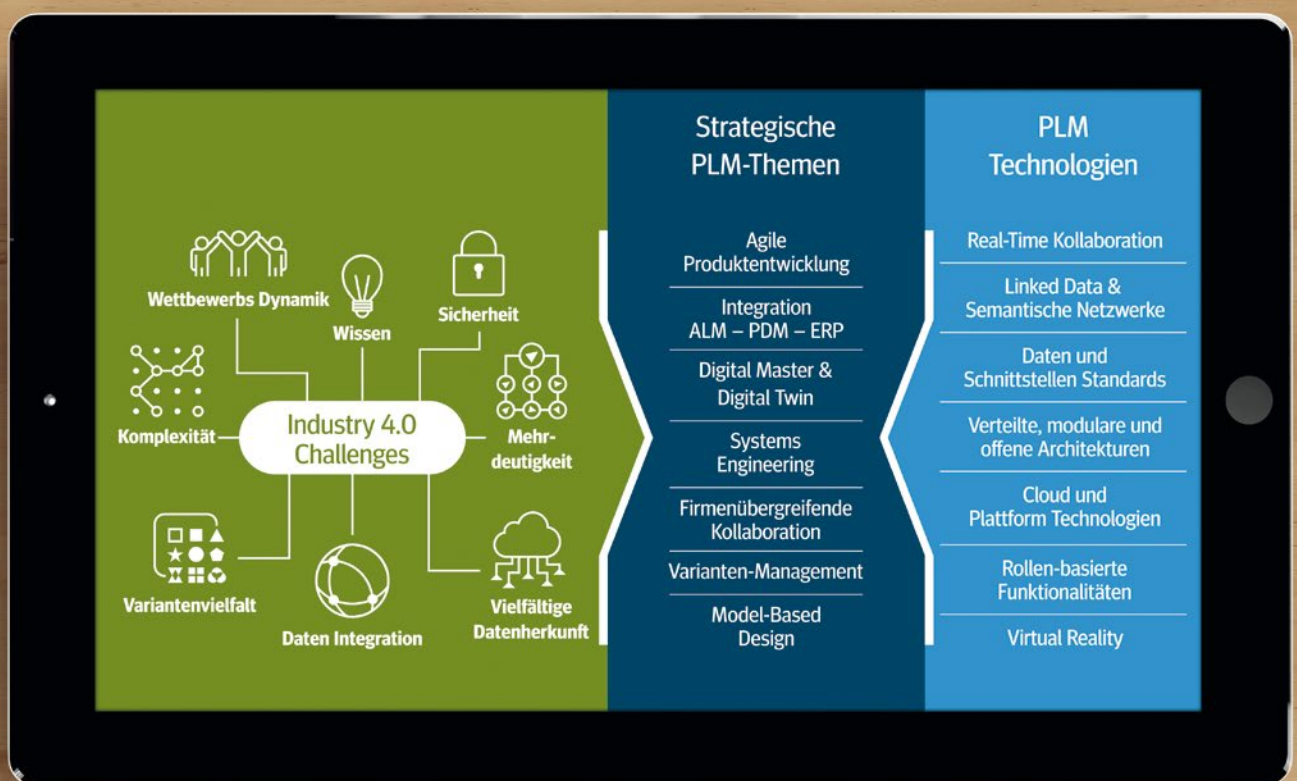 Wettbewerbs Dynamik
Wissen
Sicherheit
Komplexität
Industry 4.0
Challenges
Mehr-
deutigkeit
Variantenvielfalt
Daten Integration
Vielfältige
Datenherkunft
Strategische
PLM-Themen
Agile
Produktentwicklung
Integration
ALM – PDM – ERP
Digital Master &
Digital Twin
Systems
Engineering
Firmenübergreifende
Kollaboration
Varianten-Management
Model-Based
Design
PLM
Technologien
Real-Time Kollaboration
Linked Data &
Semantische Netzwerke
Daten und
Schnittstellen Standards
Verteilte, modulare und
offene Architekturen
Cloud und
Plattform Technologien
Rollen-basierte
Funktionalitäten
Virtual Reality